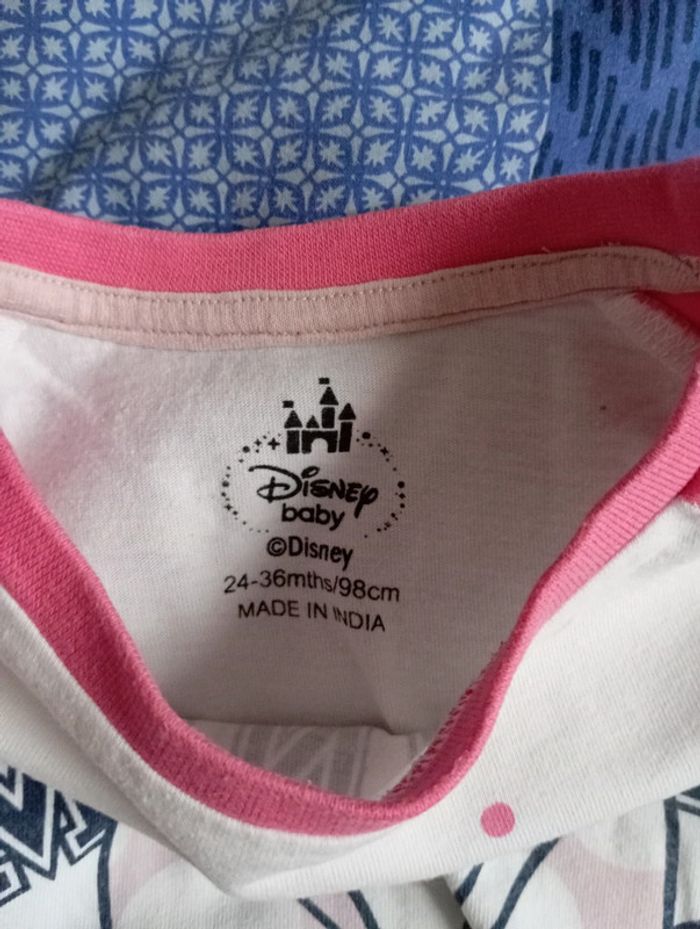 Disney
baby
©Disney
24-36mths/98cm
MADE IN INDIA